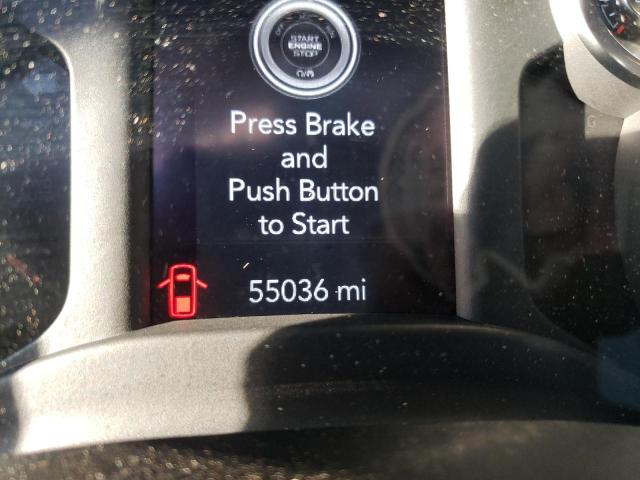 START
ENGINE
STOP
Press Brake
and
Push Button
to Start
55036 mi